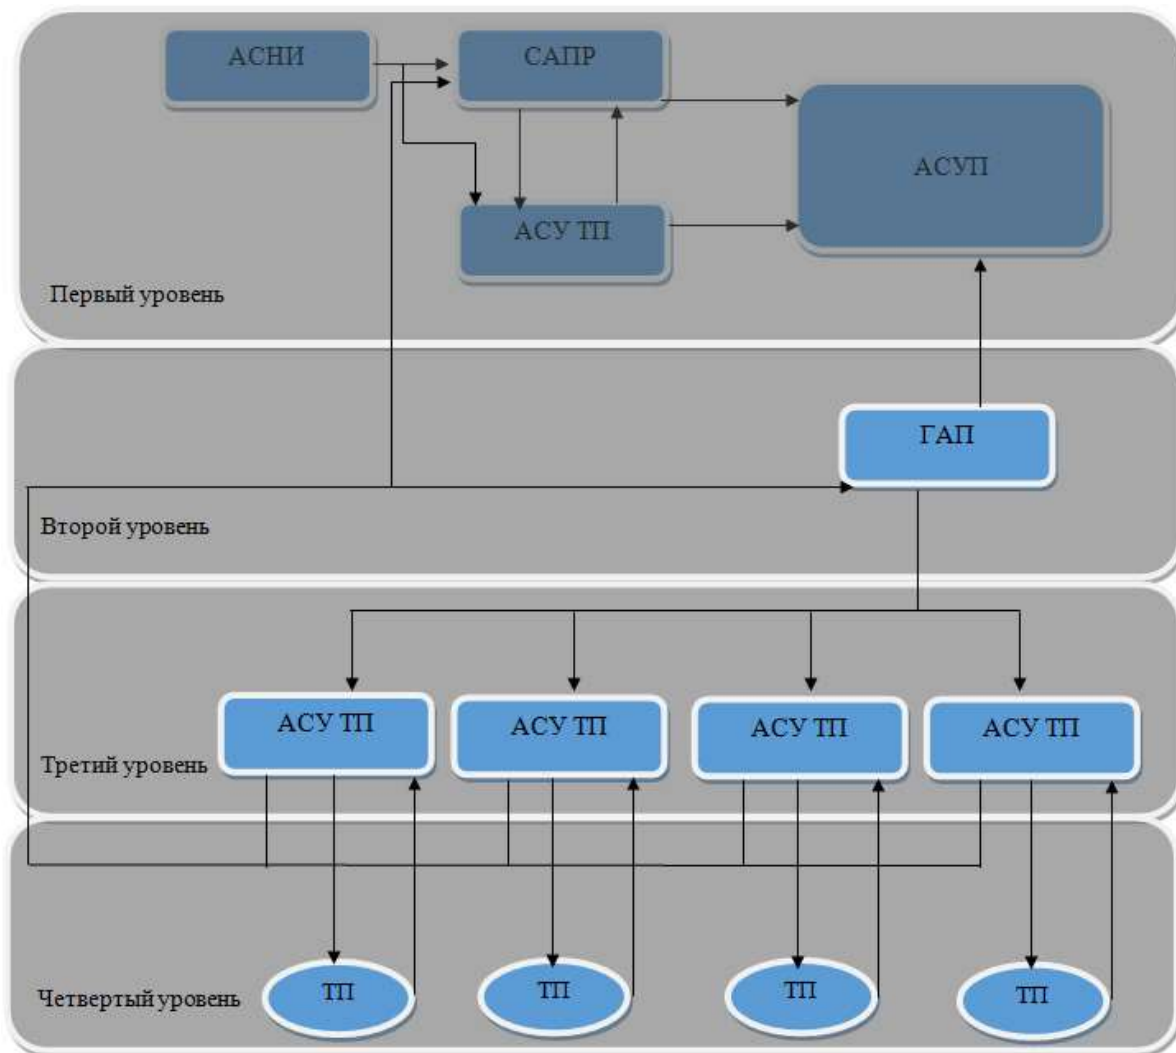 АСНИ
САПР
АСУП
АСУ ТП
Первый уровень
ГАП
Второй уровень
АСУ ТП
АСУ ТП
АСУ ТП
АСУ ТП
Третий уровень
ТП
ТП
ТП
ТП
Четвертый уровень